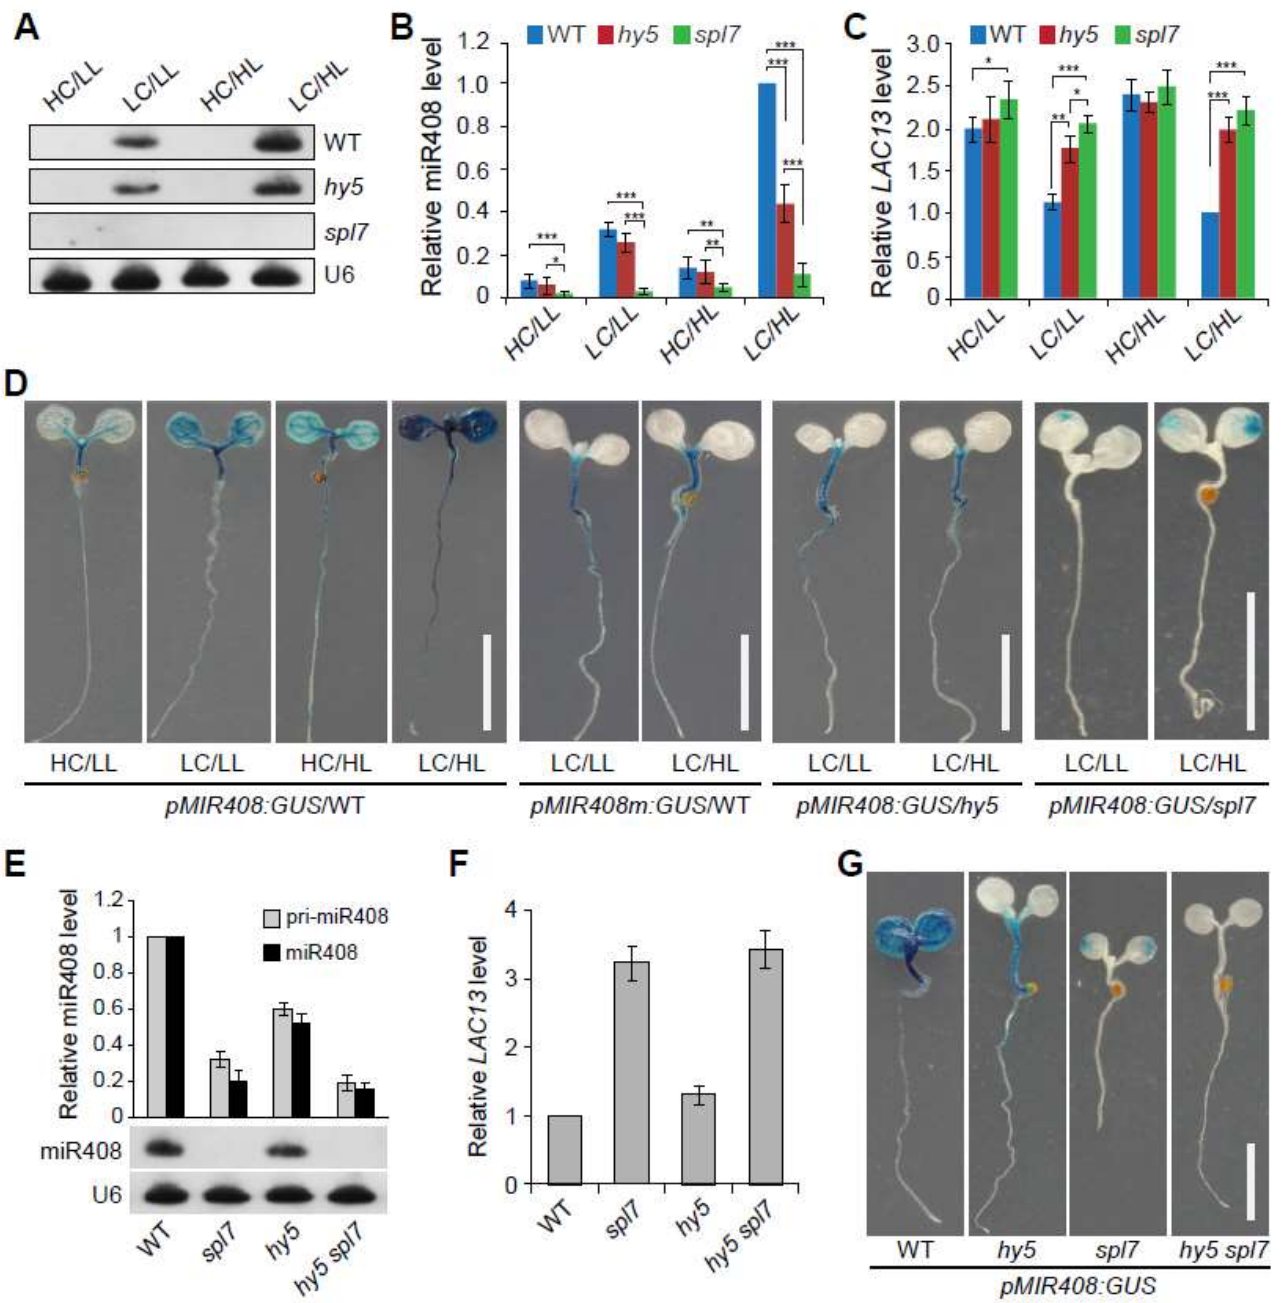 A
HC/LL LC/LL HC/HL LC/HL
WT
hy5
spl7
U6
B
WT hy5 spl7
Relative miR408 level
1.2
1.0
0.8
0.6
0.4
0.2
0
*** * *** *** ** ** *** *** ***
HC/LL LC/LL HC/HL LC/HL
C
WT hy5 spl7
Relative LAC13 level
3.0
2.5
2.0
1.5
1.0
0.5
0
* *** ** * *** ***
HC/LL LC/LL HC/HL LC/HL
D
HC/LL LC/LL HC/HL LC/HL LC/LL LC/HL LC/LL LC/HL LC/LL LC/HL
pMIR408:GUS/WT pMIR408m:GUS/WT pMIR408:GUS/hy5 pMIR408:GUS/spl7
E
Relative miR408 level
1.2
1
0.8
0.6
0.4
0.2
0
pri-miR408
miR408
miR408
U6
WT spl7 hy5 hy5 spl7
F
Relative LAC13 level
4
3
2
1
0
WT spl7 hy5 hy5 spl7
G
WT hy5 spl7 hy5 spl7
pMIR408:GUS